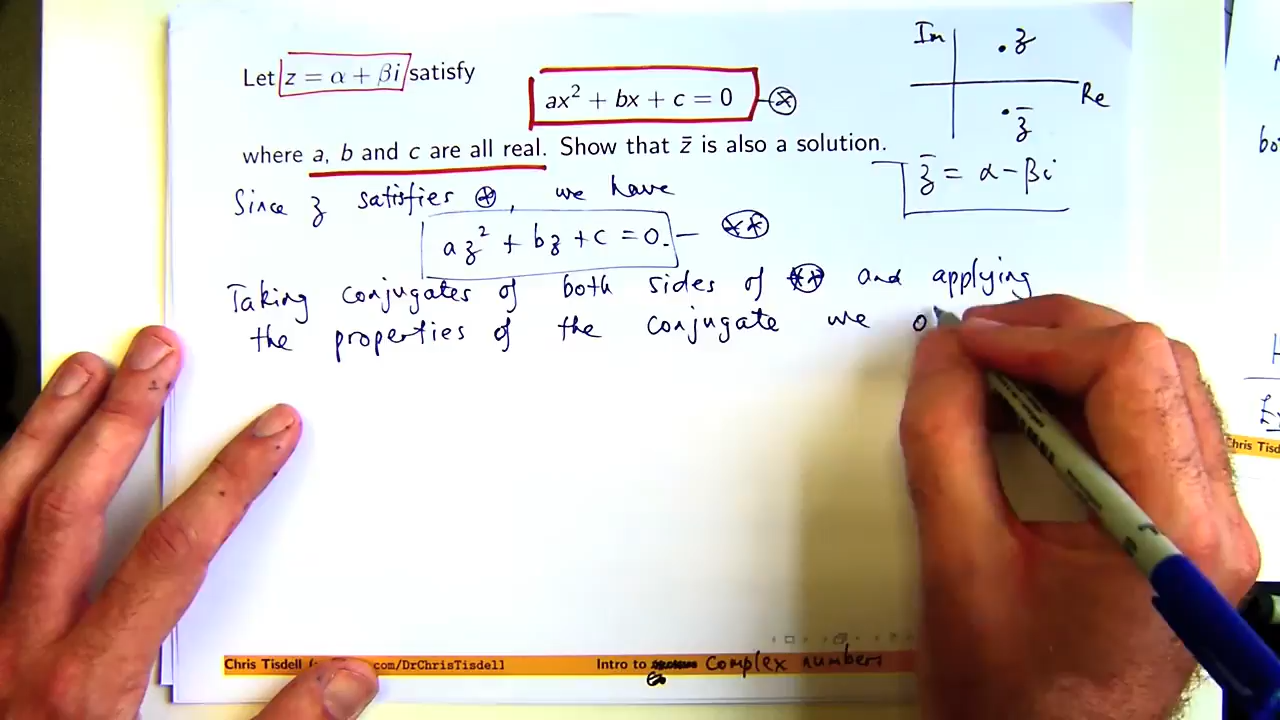 Let z = α + βi satisfy
ax² + bx + c = 0 — ⊛
where a, b and c are all real. Show that z̄ is also a solution.
Im
z
Re
z̄
z̄ = α − βi
Since z satisfies ⊛, we have
az² + bz + c = 0. — (**)
Taking conjugates of both sides of (**) and applying
the properties of the conjugate we o
Chris Tisdell
com/DrChrisTisdell
Intro to Complex numbers
Chris Tisd